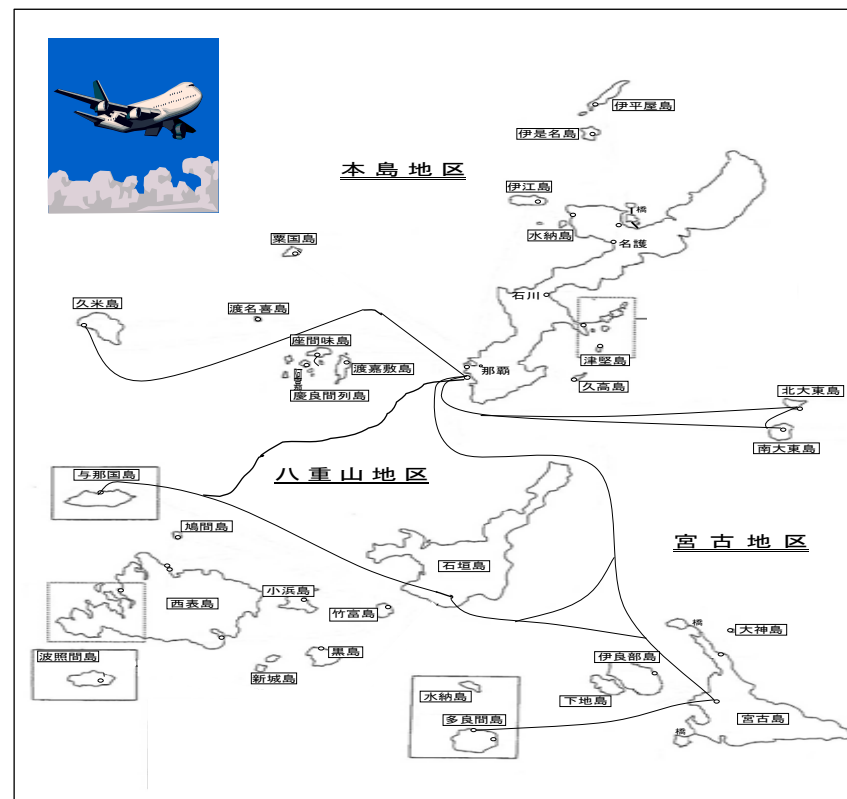 伊平屋島
伊是名島
本島地区
伊江島
橋
水納島
名護
粟国島
石川
久米島
渡名喜島
座間味島
津堅島
渡嘉敷島
那覇
久高島
慶良間列島
北大東島
南大東島
八重山地区
与那国島
鳩間島
宮古地区
石垣島
小浜島
西表島
竹富島
橋
大神島
黒島
波照間島
新城島
伊良部島
水納島
下地島
多良間島
宮古島
橋